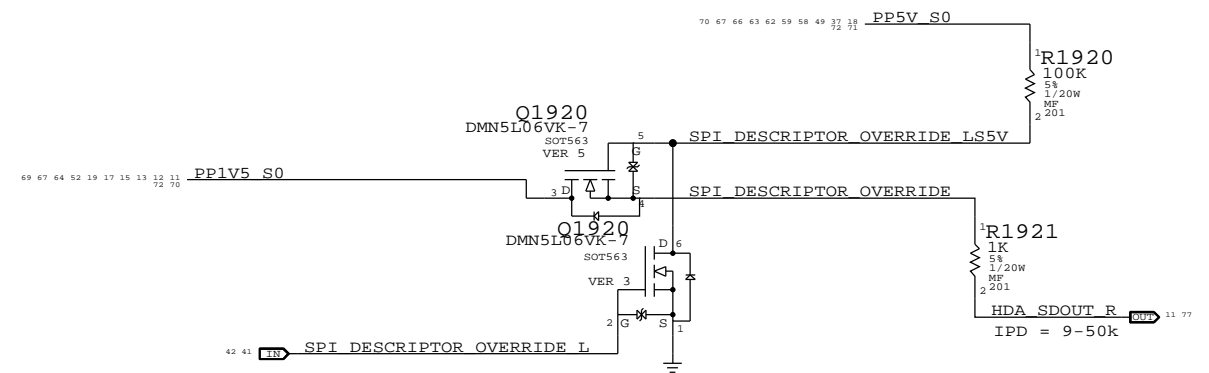 70 67 66 63 62 59 58 49 37 18 PP5V_S0
72 71
1 R1920
100K
5%
1/20W
MF
2 201
Q1920
DMN5L06VK-7
SOT563
VER 5
5 SPI_DESCRIPTOR_OVERRIDE_LS5V
G
69 67 64 52 19 17 15 13 12 11 PP1V5_S0
72 70
3 D S SPI_DESCRIPTOR_OVERRIDE
4
Q1920
DMN5L06VK-7
SOT563
VER 3
D 6
2 G S 1
1 R1921
1K
5%
1/20W
MF
2 201
HDA_SDOUT_R OUT 11 77
IPD = 9-50k
42 41 IN SPI_DESCRIPTOR_OVERRIDE_L